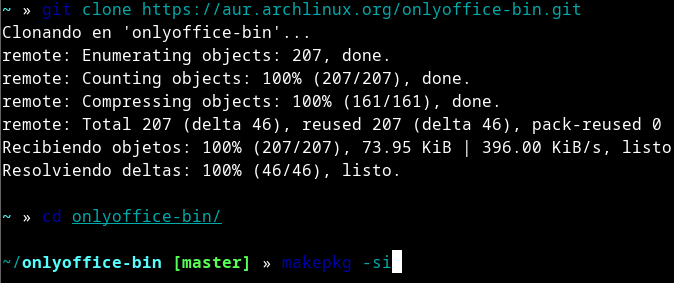 ~ » git clone https://aur.archlinux.org/onlyoffice-bin.git
Clonando en 'onlyoffice-bin'...
remote: Enumerating objects: 207, done.
remote: Counting objects: 100% (207/207), done.
remote: Compressing objects: 100% (161/161), done.
remote: Total 207 (delta 46), reused 207 (delta 46), pack-reused 0
Recibiendo objetos: 100% (207/207), 73.95 KiB | 396.00 KiB/s, listo
Resolviendo deltas: 100% (46/46), listo.
~ » cd onlyoffice-bin/
~/onlyoffice-bin [master] » makepkg -si